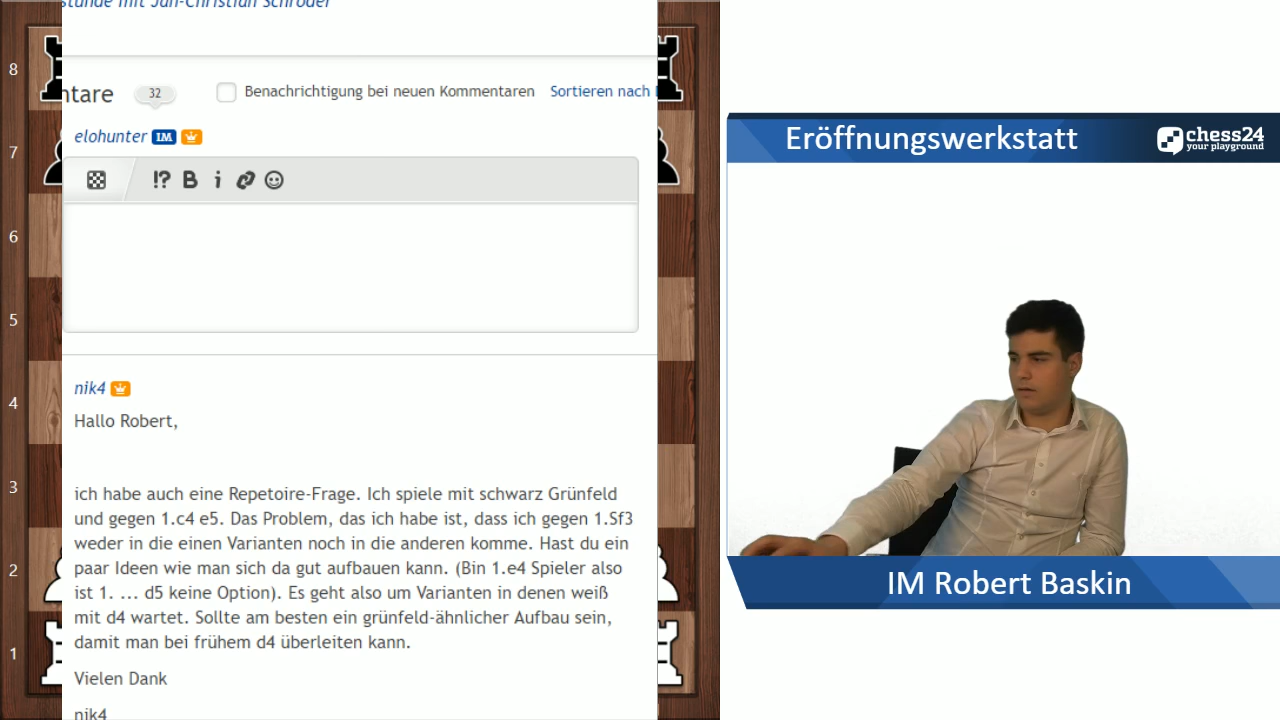 stunde mit Jan-Christian Schröder
8
7
6
5
4
3
2
1
ntare 32 Benachrichtigung bei neuen Kommentaren Sortieren nach
elohunter IM
!? B i
nik4
Hallo Robert,
ich habe auch eine Repetoire-Frage. Ich spiele mit schwarz Grünfeld
und gegen 1.c4 e5. Das Problem, das ich habe ist, dass ich gegen 1.Sf3
weder in die einen Varianten noch in die anderen komme. Hast du ein
paar Ideen wie man sich da gut aufbauen kann. (Bin 1.e4 Spieler also
ist 1. ... d5 keine Option). Es geht also um Varianten in denen weiß
mit d4 wartet. Sollte am besten ein grünfeld-ähnlicher Aufbau sein,
damit man bei frühem d4 überleiten kann.
Vielen Dank
nik4
Eröffnungswerkstatt
chess24
your playground
IM Robert Baskin